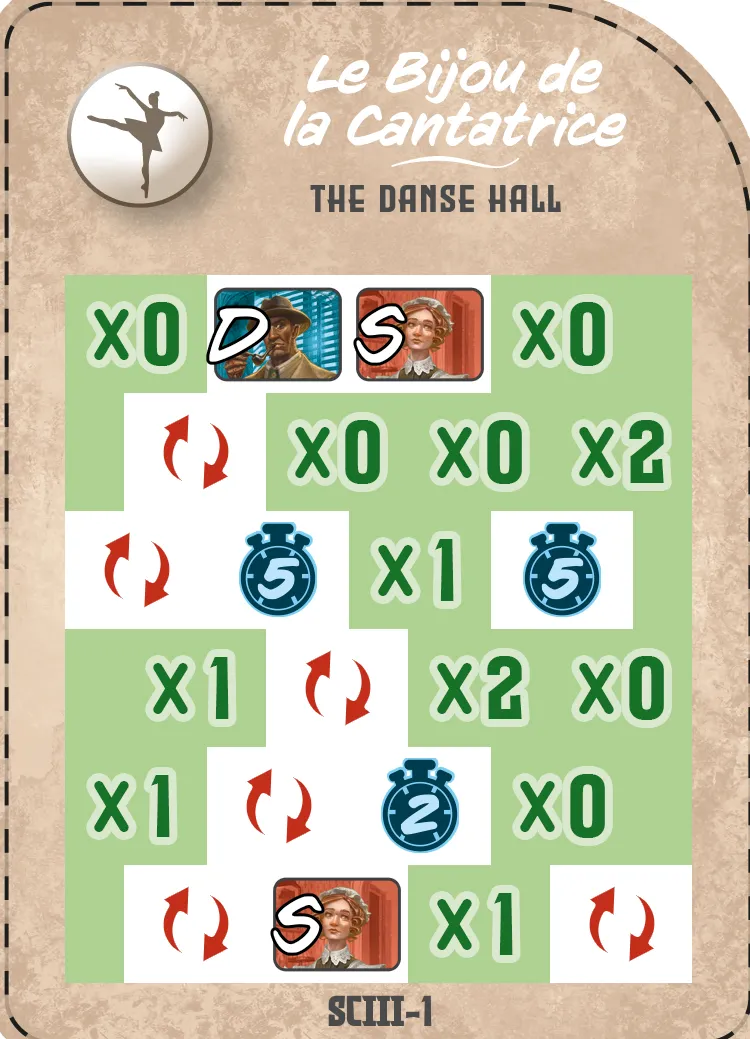 Le Bijou de
la Cantatrice
THE DANSE HALL
X0 D S X0
X0 X0 X2
5 X1 5
X1 X2 X0
X1 2 X0
S X1
SCIII-1